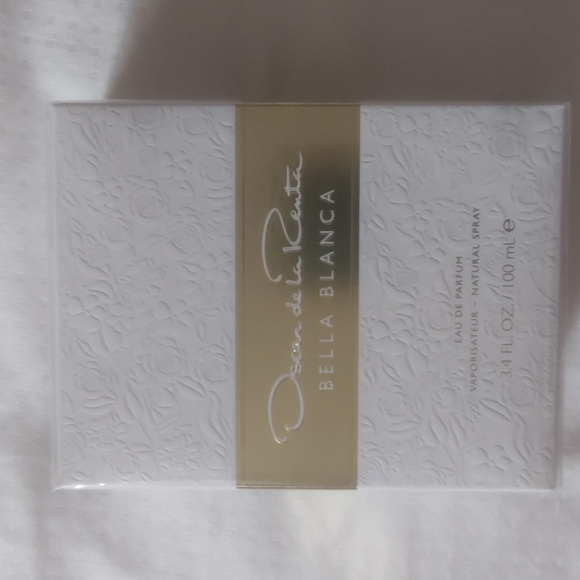 Oscar de la Renta
BELLA BLANCA
EAU DE PARFUM
VAPORISATEUR - NATURAL SPRAY
3.4 FL. OZ. / 100 mL ℮